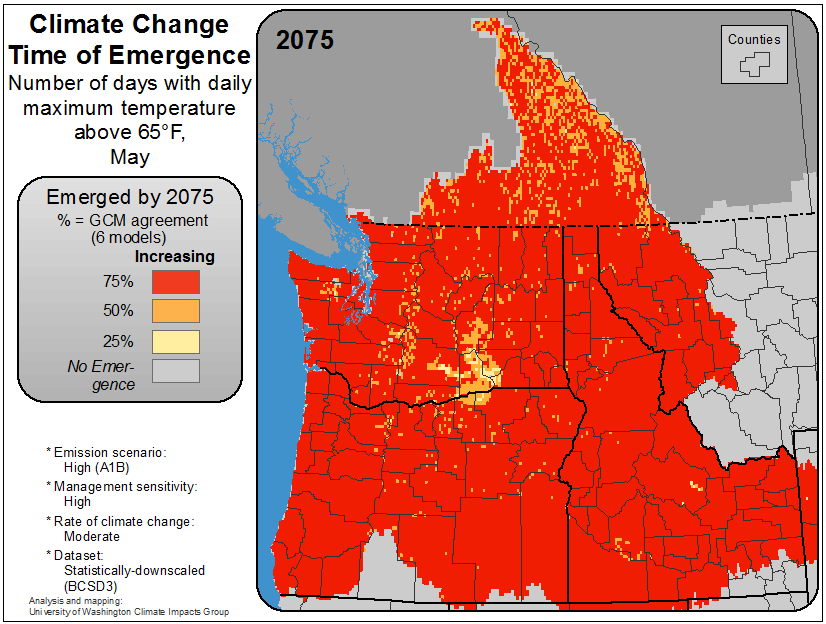 Climate Change
Time of Emergence
Number of days with daily
maximum temperature
above 65°F,
May
Emerged by 2075
% = GCM agreement
(6 models)
Increasing
75%
50%
25%
No Emer-
gence
* Emission scenario:
High (A1B)
* Management sensitivity:
High
* Rate of climate change:
Moderate
* Dataset:
Statistically-downscaled
(BCSD3)
Analysis and mapping:
University of Washington Climate Impacts Group
2075
Counties